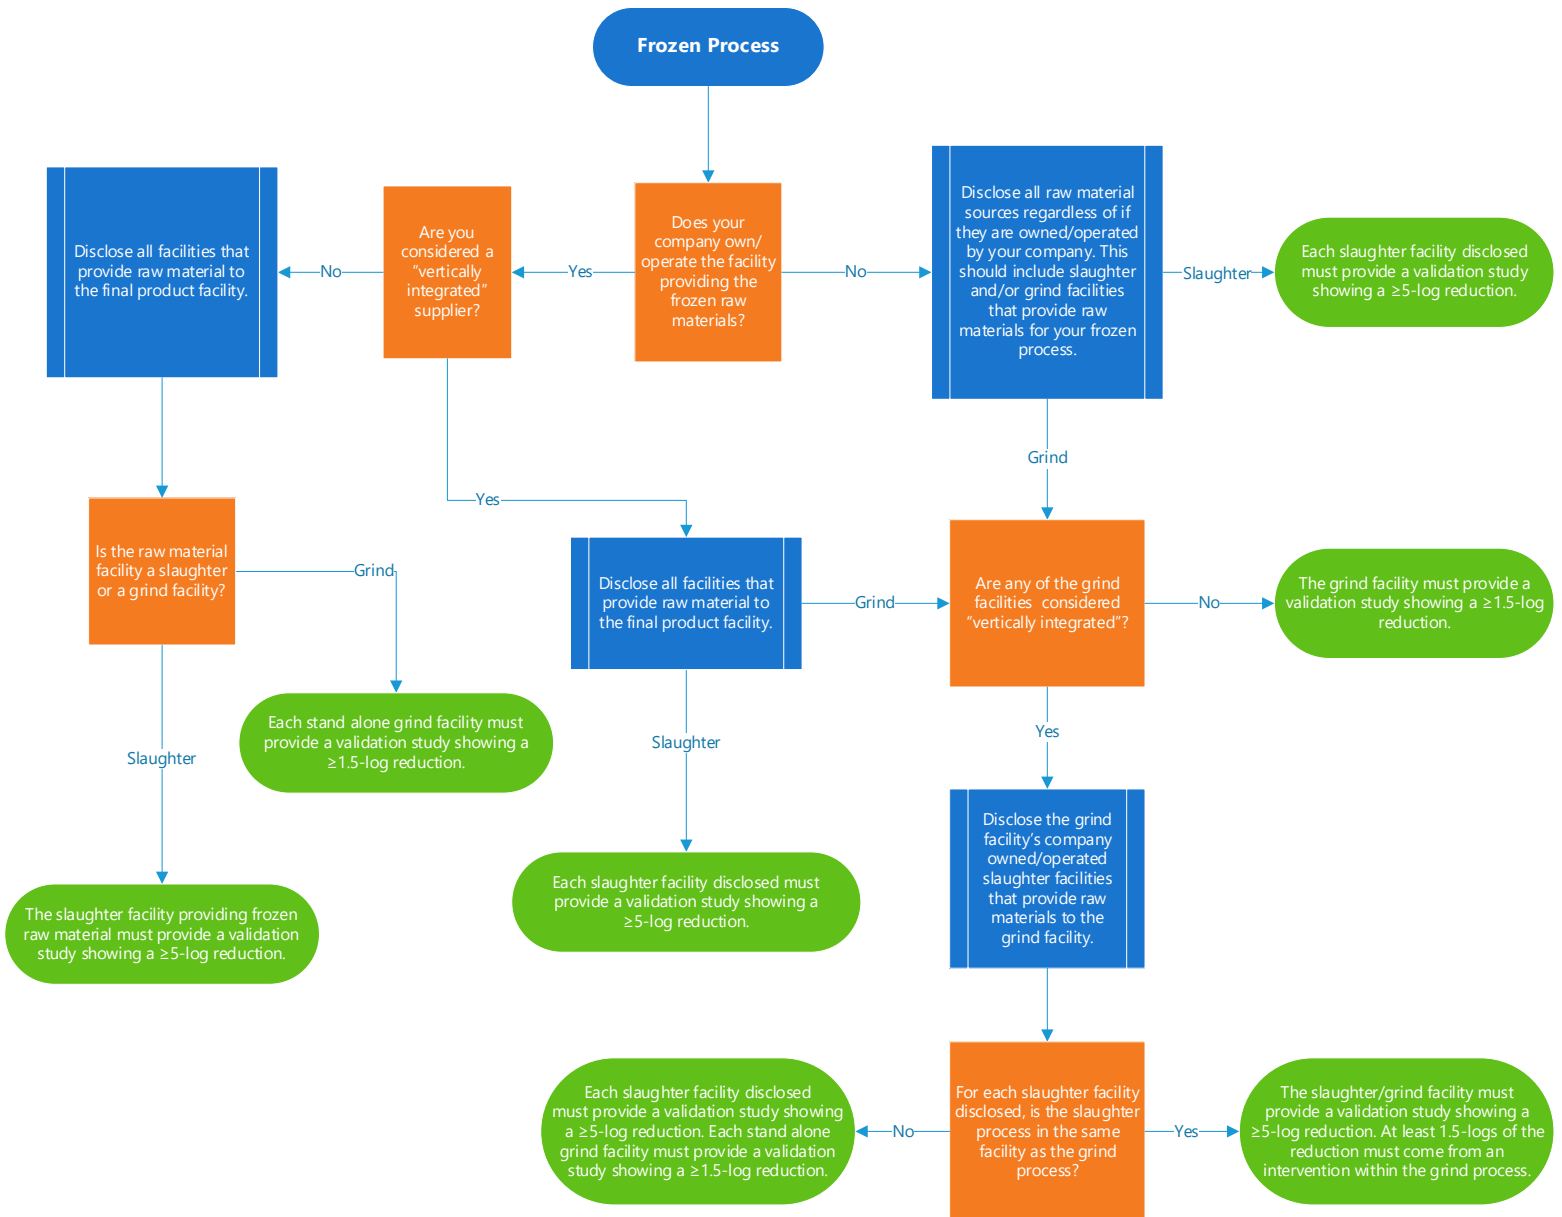 Frozen Process
Disclose all facilities that
provide raw material to
the final product facility.
No
Are you
considered a
"vertically
integrated"
supplier?
Yes
Does your
company own/
operate the facility
providing the
frozen raw
materials?
No
Disclose all raw material
sources regardless of if
they are owned/operated
by your company. This
should include slaughter
and/or grind facilities
that provide raw
materials for your frozen
process.
Slaughter
Each slaughter facility disclosed
must provide a validation study
showing a ≥5-log reduction.
Grind
Yes
Is the raw material
facility a slaughter
or a grind facility?
Grind
Disclose all facilities that
provide raw material to
the final product facility.
Grind
Are any of the grind
facilities considered
"vertically integrated"?
No
The grind facility must provide a
validation study showing a ≥1.5-log
reduction.
Each stand alone grind facility must
provide a validation study showing a
≥1.5-log reduction.
Slaughter
Slaughter
Yes
The slaughter facility providing frozen
raw material must provide a validation
study showing a ≥5-log reduction.
Each slaughter facility disclosed must
provide a validation study showing a
≥5-log reduction.
Disclose the grind
facility's company
owned/operated
slaughter facilities
that provide raw
materials to the
grind facility.
Each slaughter facility disclosed
must provide a validation study showing
a ≥5-log reduction. Each stand alone
grind facility must provide a validation
study showing a ≥1.5-log reduction.
No
For each slaughter facility
disclosed, is the slaughter
process in the same
facility as the grind
process?
Yes
The slaughter/grind facility must
provide a validation study showing a
≥5-log reduction. At least 1.5-logs of the
reduction must come from an
intervention within the grind process.